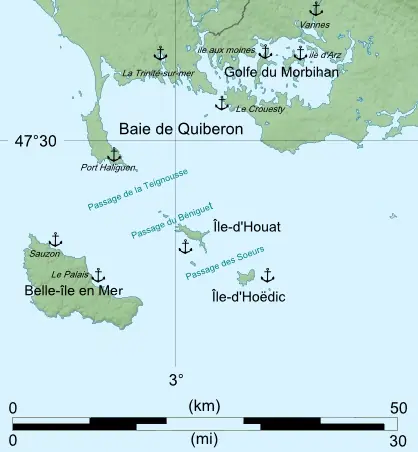 Vannes
ile aux moines
ile d'Arz
La Trinité-sur-mer
Golfe du Morbihan
Le Crouesty
Baie de Quiberon
47°30
Port Haliguen
Passage de la Teignousse
Passage du Béniguet
Île-d'Houat
Sauzon
Passage des Soeurs
Le Palais
Belle-île en Mer
Île-d'Hoëdic
3°
0 (km) 50
0 (mi) 30